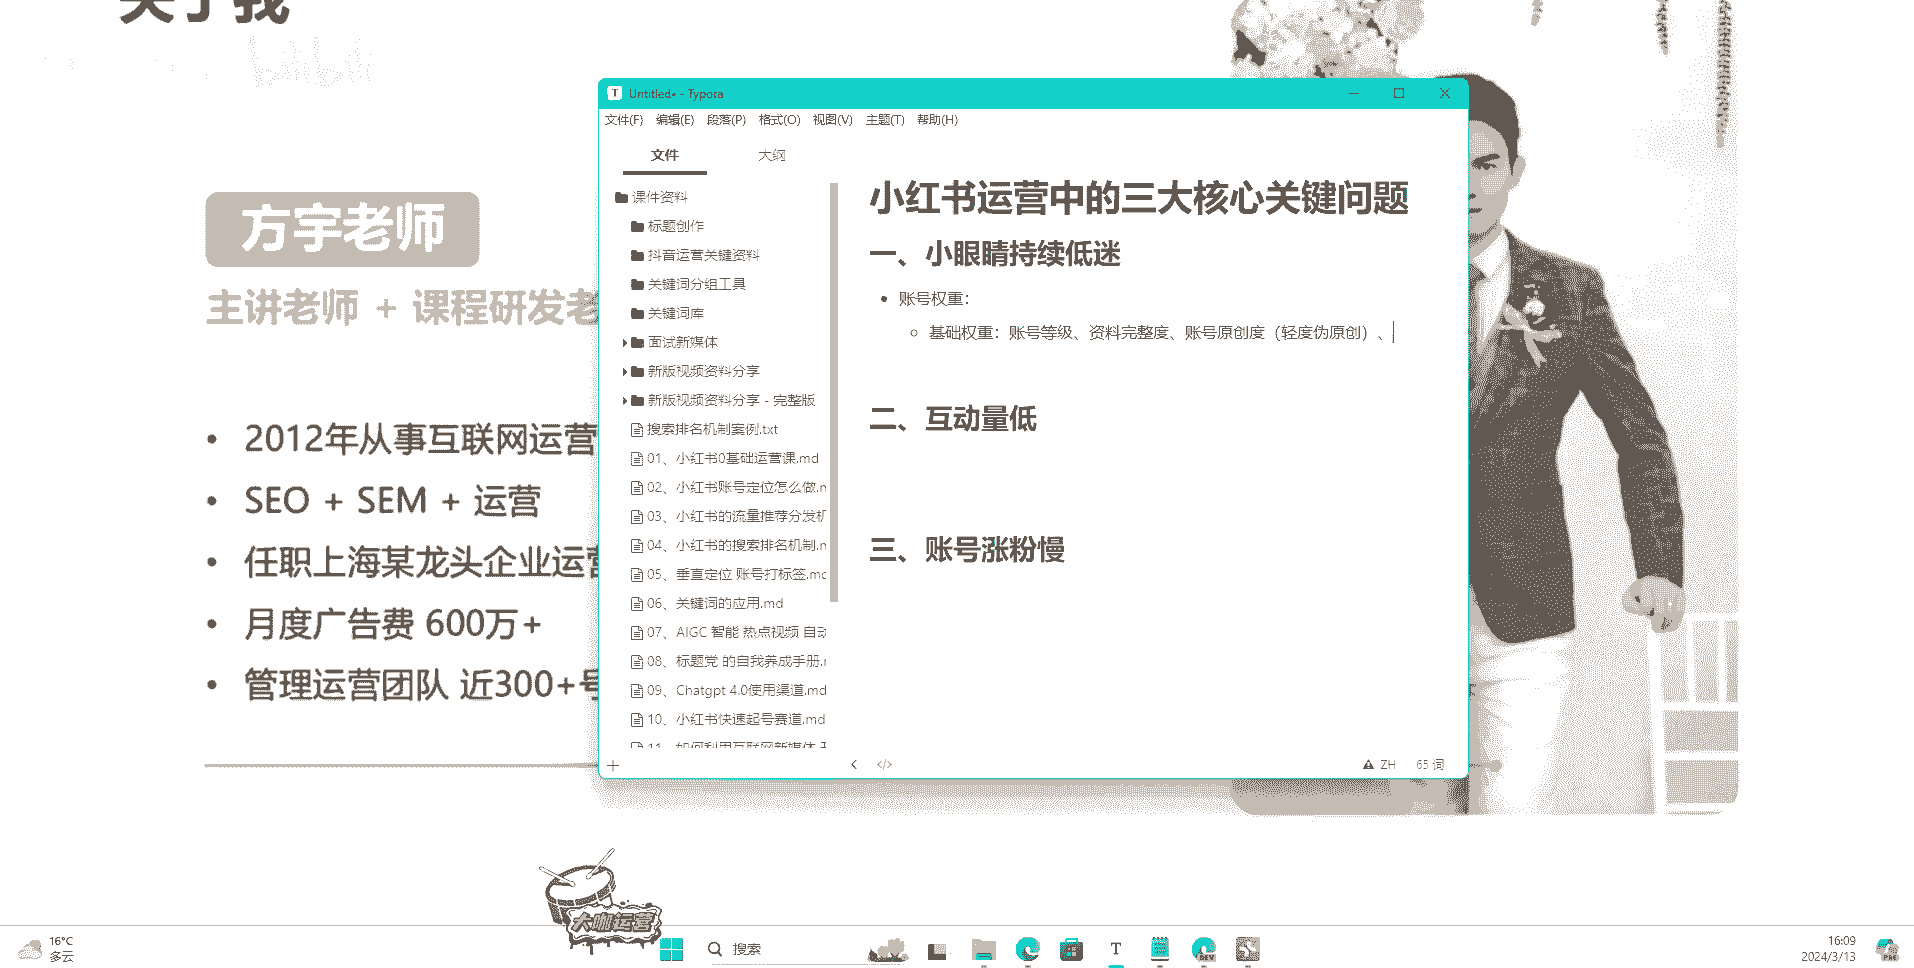 关于我
bilibili
方宇老师
主讲老师 + 课程研发老
2012年从事互联网运营
SEO + SEM + 运营
任职上海某龙头企业运营
月度广告费 600万+
管理运营团队 近300+号
Untitled• - Typora
文件(F) 编辑(E) 段落(P) 格式(O) 视图(V) 主题(T) 帮助(H)
文件 大纲
课件资料
标题创作
抖音运营关键资料
关键词分组工具
关键词库
面试新媒体
新版视频资料分享
新版视频资料分享 - 完整版
搜索排名机制案例.txt
01、小红书0基础运营课.md
02、小红书账号定位怎么做.m
03、小红书的流量推荐分发机
04、小红书的搜索排名机制.m
05、垂直定位 账号打标签.md
06、关键词的应用.md
07、AIGC 智能 热点视频 自动
08、标题党 的自我养成手册.m
09、Chatgpt 4.0使用渠道.md
10、小红书快速起号赛道.md
11、如何利用互联网新媒体
小红书运营中的三大核心关键问题
一、小眼睛持续低迷
账号权重：
基础权重：账号等级、资料完整度、账号原创度（轻度伪原创）、
二、互动量低
三、账号涨粉慢
ZH 65 词
大咖运营
16°C
多云
搜索
T
DEV
16:09
2024/3/13
PRE